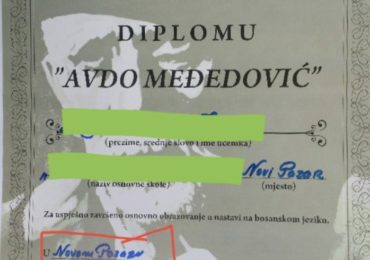 DIPLOMU
"AVDO MEĐEDOVIĆ"
(prezime, srednje slovo i ime učenika)
Novi Pazar
(naziv osnovne škole) (mjesto)
Za uspješno završeno osnovno obrazovanje u nastavi na bosanskom jeziku.
U Novom Pazaru